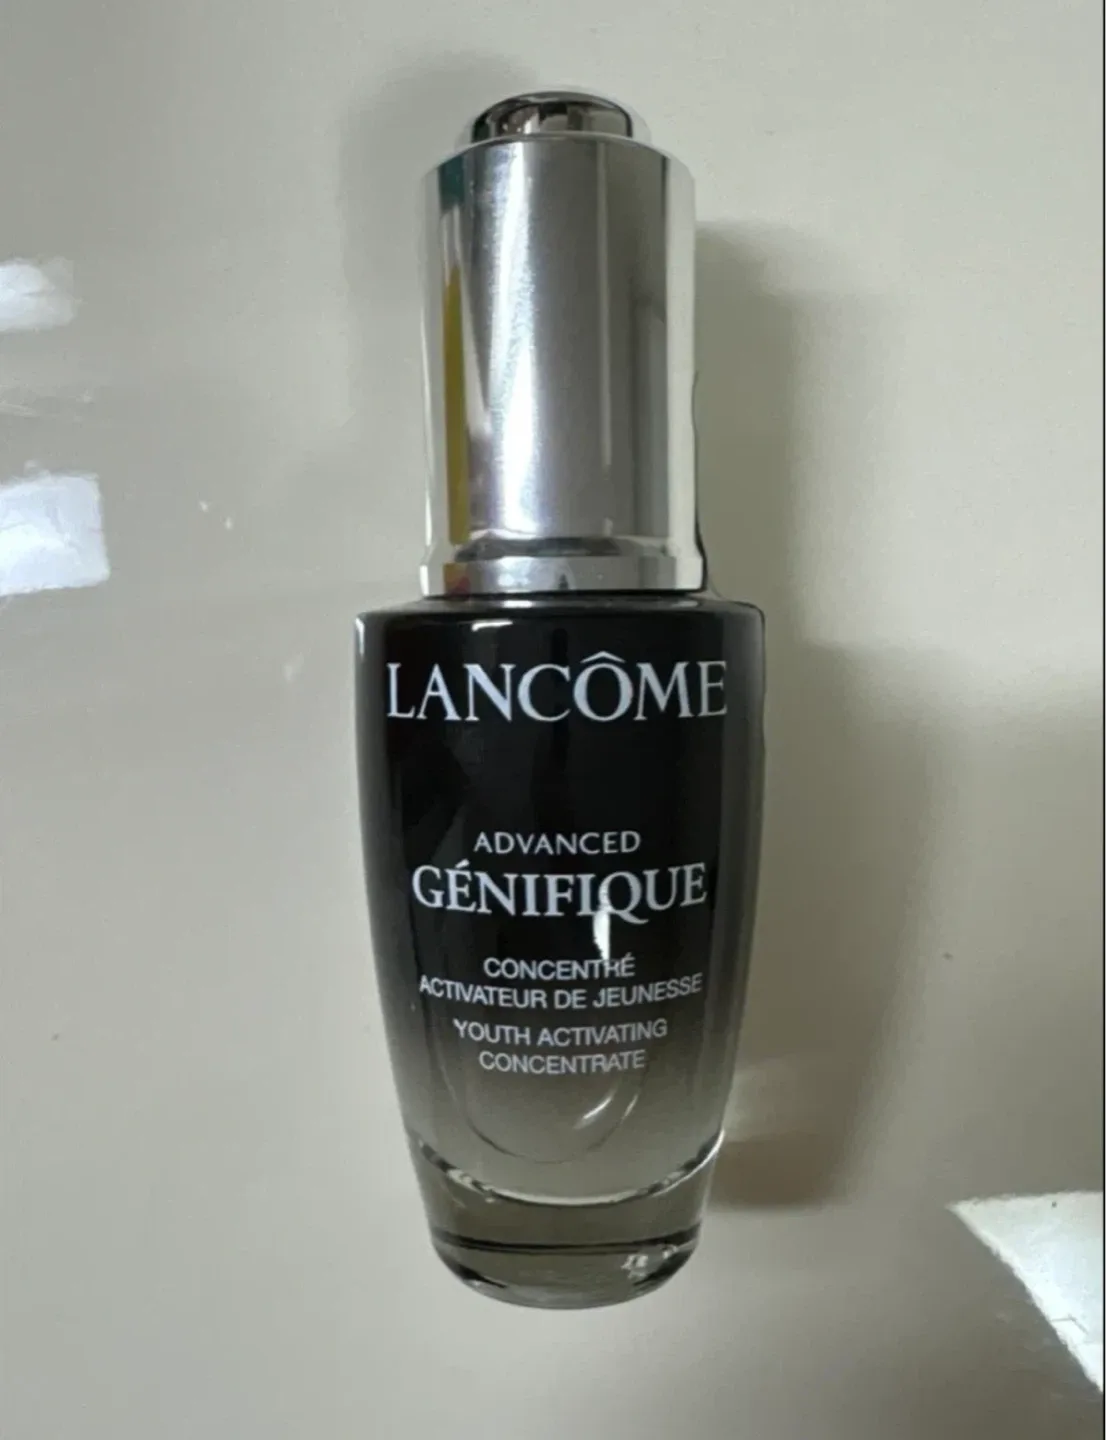 LANCÔME
ADVANCED
GÉNIFIQUE
CONCENTRÉ
ACTIVATEUR DE JEUNESSE
YOUTH ACTIVATING
CONCENTRATE